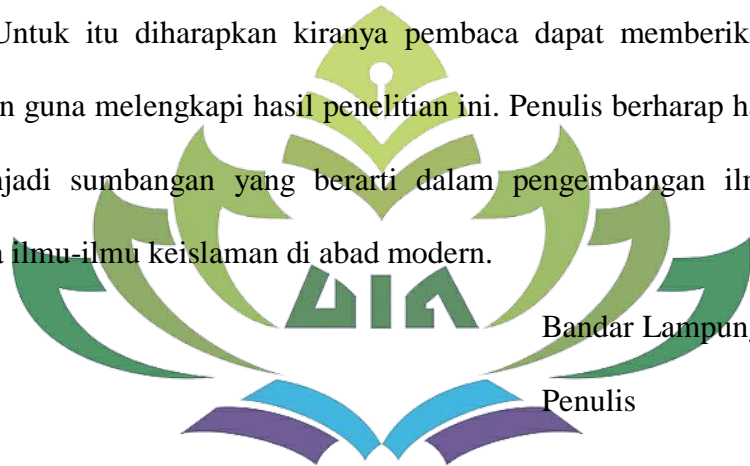 Untuk itu diharapkan kiranya pembaca dapat memberik
n guna melengkapi hasil penelitian ini. Penulis berharap h
njadi sumbangan yang berarti dalam pengembangan il
a ilmu-ilmu keislaman di abad modern.
UIN
Bandar Lampung
Penulis